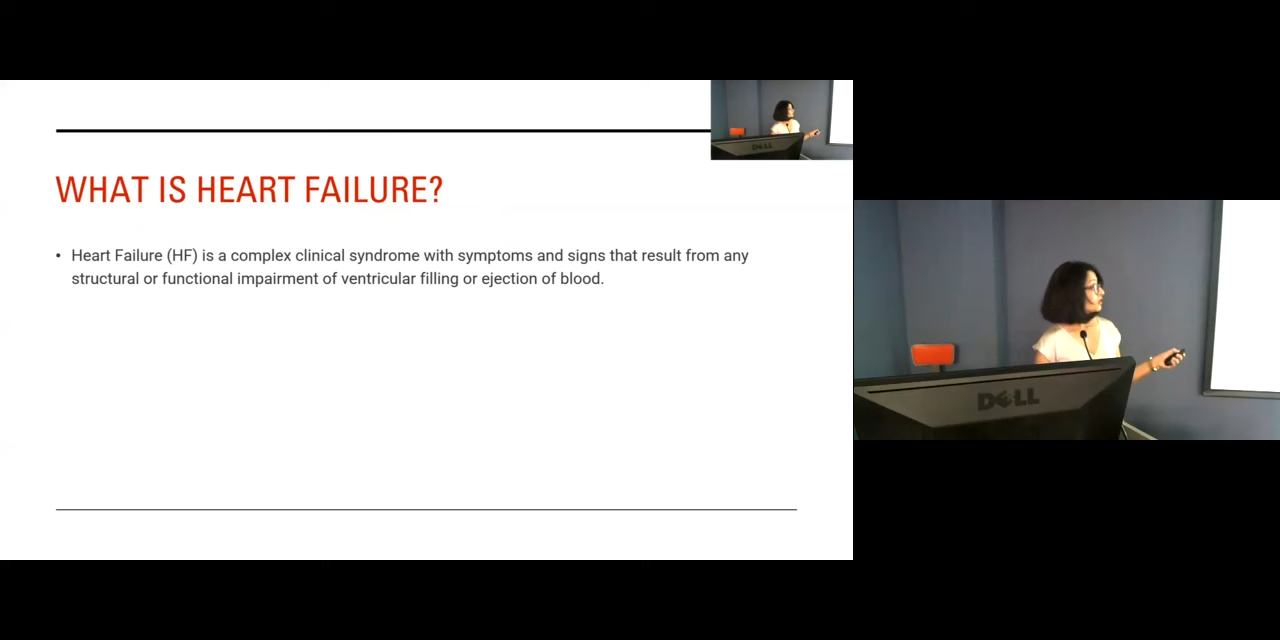 WHAT IS HEART FAILURE?
• Heart Failure (HF) is a complex clinical syndrome with symptoms and signs that result from any
structural or functional impairment of ventricular filling or ejection of blood.
DELL
DELL